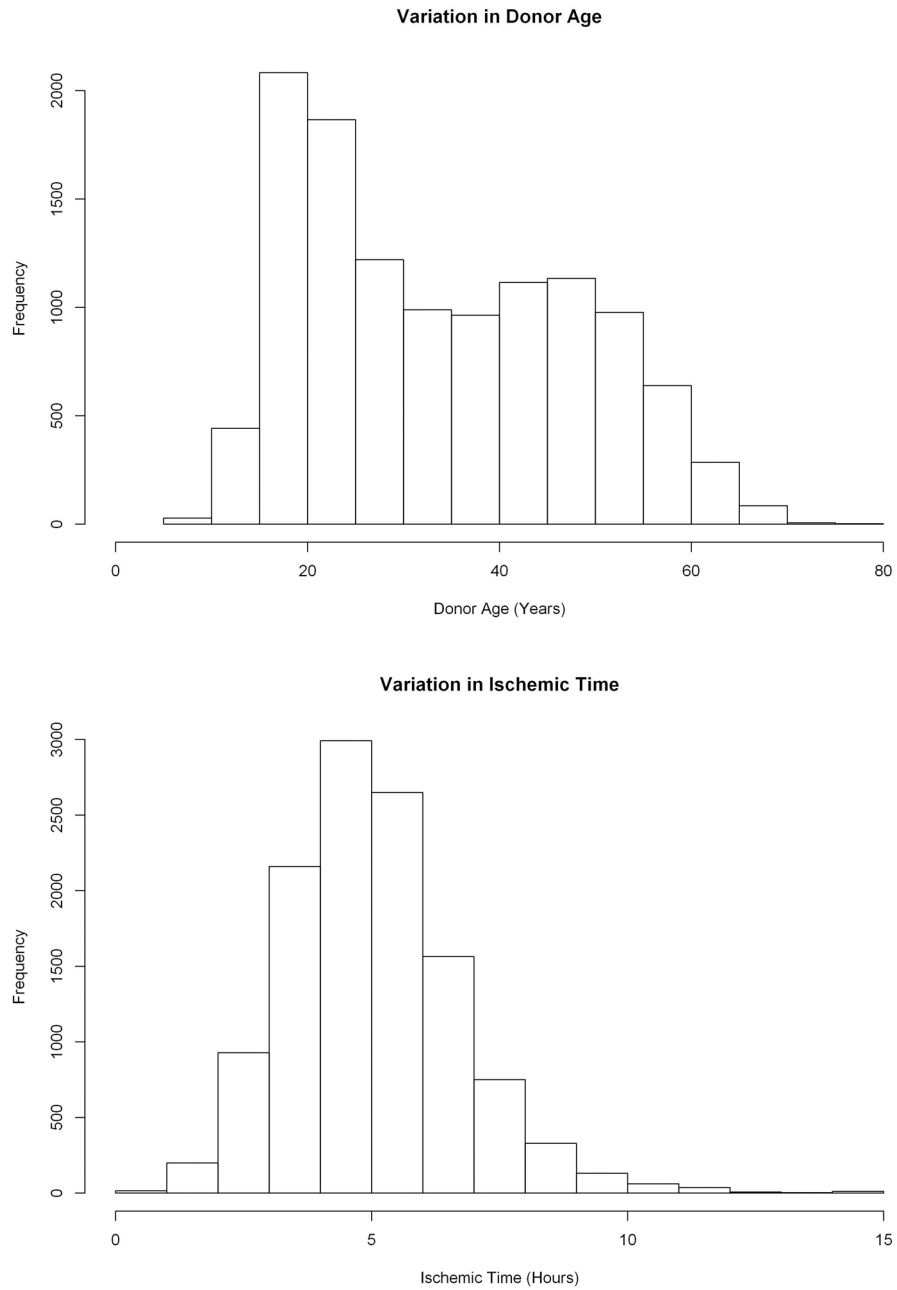 Variation in Donor Age
Frequency
2000
1500
1000
500
0
0 20 40 60 80
Donor Age (Years)
Variation in Ischemic Time
Frequency
3000
2500
2000
1500
1000
500
0
0 5 10 15
Ischemic Time (Hours)